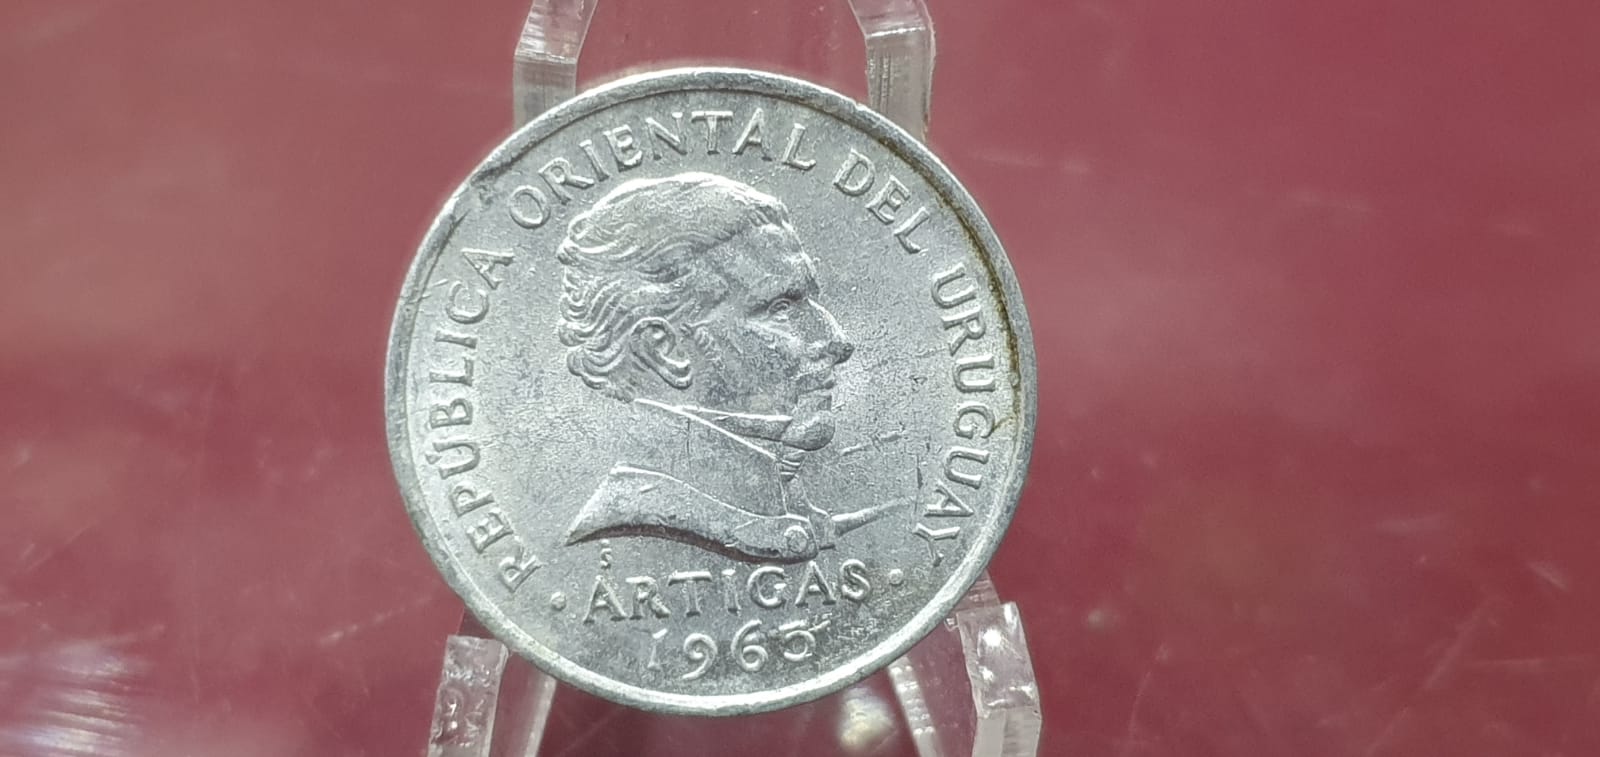 REPÚBLICA ORIENTAL DEL URUGUAY
• ARTIGAS •
1965